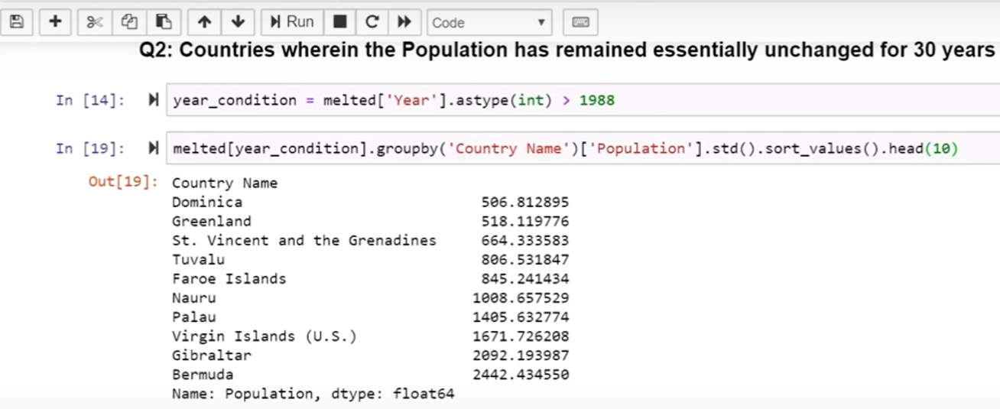 Run
Code
Q2: Countries wherein the Population has remained essentially unchanged for 30 years
In [14]: year_condition = melted['Year'].astype(int) > 1988
In [19]: melted[year_condition].groupby('Country Name')['Population'].std().sort_values().head(10)
Out[19]: Country Name
Dominica 506.812895
Greenland 518.119776
St. Vincent and the Grenadines 664.333583
Tuvalu 806.531847
Faroe Islands 845.241434
Nauru 1008.657529
Palau 1405.632774
Virgin Islands (U.S.) 1671.726208
Gibraltar 2092.193987
Bermuda 2442.434550
Name: Population, dtype: float64